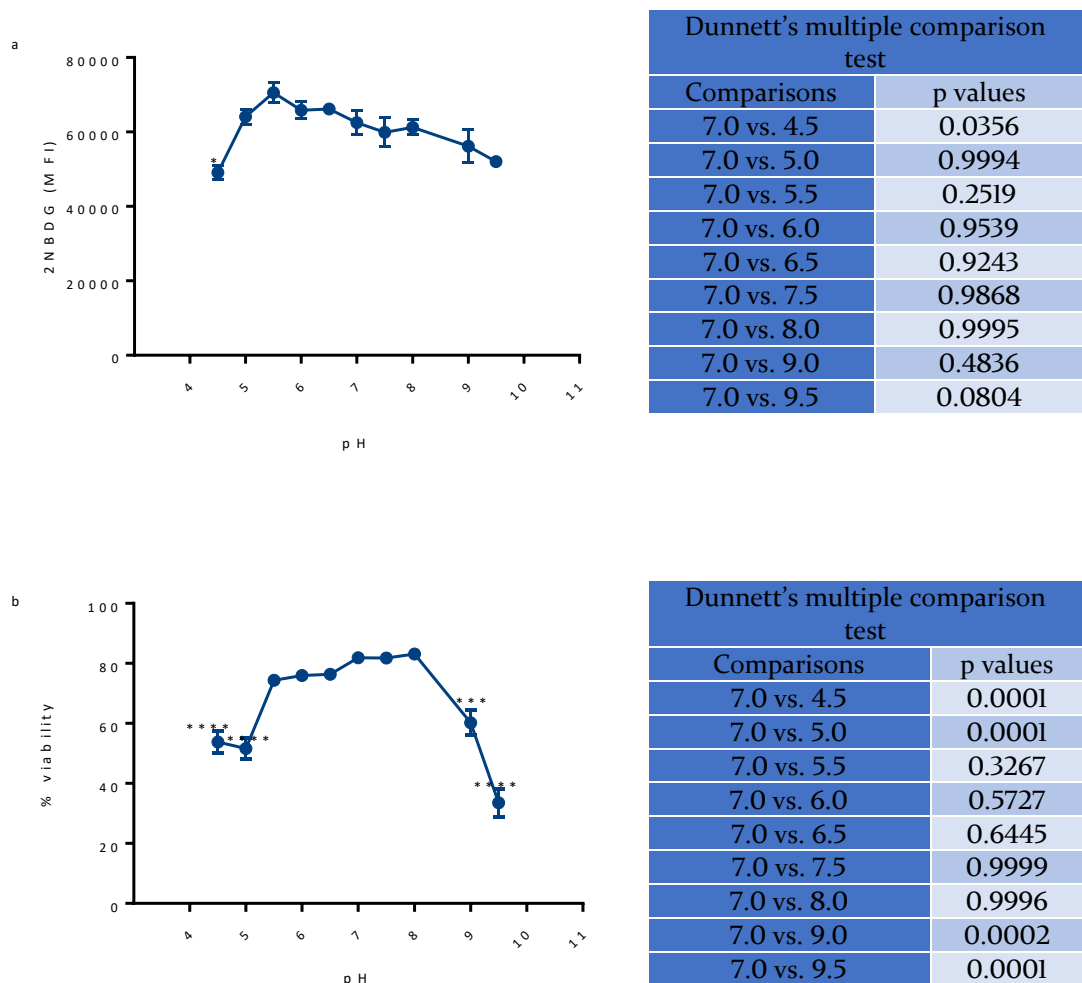 a
80000
60000
40000
20000
0
2NBDG (MFI)
*
4 5 6 7 8 9 10 11
pH
Dunnett's multiple comparison
test
Comparisons p values
7.0 vs. 4.5 0.0356
7.0 vs. 5.0 0.9994
7.0 vs. 5.5 0.2519
7.0 vs. 6.0 0.9539
7.0 vs. 6.5 0.9243
7.0 vs. 7.5 0.9868
7.0 vs. 8.0 0.9995
7.0 vs. 9.0 0.4836
7.0 vs. 9.5 0.0804
b
100
80
60
40
20
0
% viability
****
****
***
****
4 5 6 7 8 9 10 11
pH
Dunnett's multiple comparison
test
Comparisons p values
7.0 vs. 4.5 0.0001
7.0 vs. 5.0 0.0001
7.0 vs. 5.5 0.3267
7.0 vs. 6.0 0.5727
7.0 vs. 6.5 0.6445
7.0 vs. 7.5 0.9999
7.0 vs. 8.0 0.9996
7.0 vs. 9.0 0.0002
7.0 vs. 9.5 0.0001